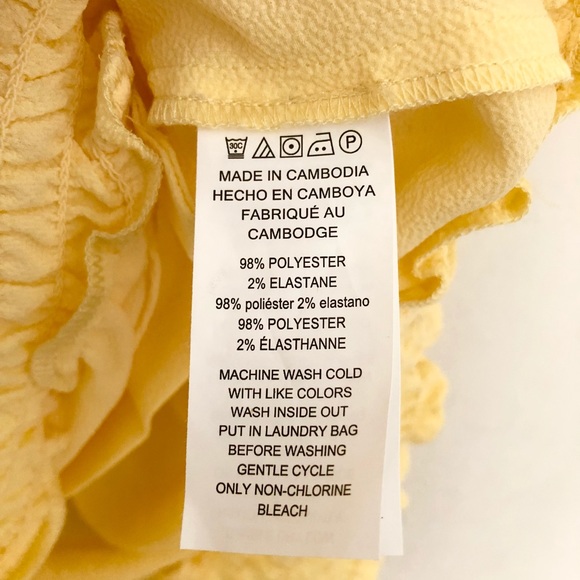 30C P
MADE IN CAMBODIA
HECHO EN CAMBOYA
FABRIQUÉ AU
CAMBODGE
98% POLYESTER
2% ELASTANE
98% poliéster 2% elastano
98% POLYESTER
2% ÉLASTHANNE
MACHINE WASH COLD
WITH LIKE COLORS
WASH INSIDE OUT
PUT IN LAUNDRY BAG
BEFORE WASHING
GENTLE CYCLE
ONLY NON-CHLORINE
BLEACH